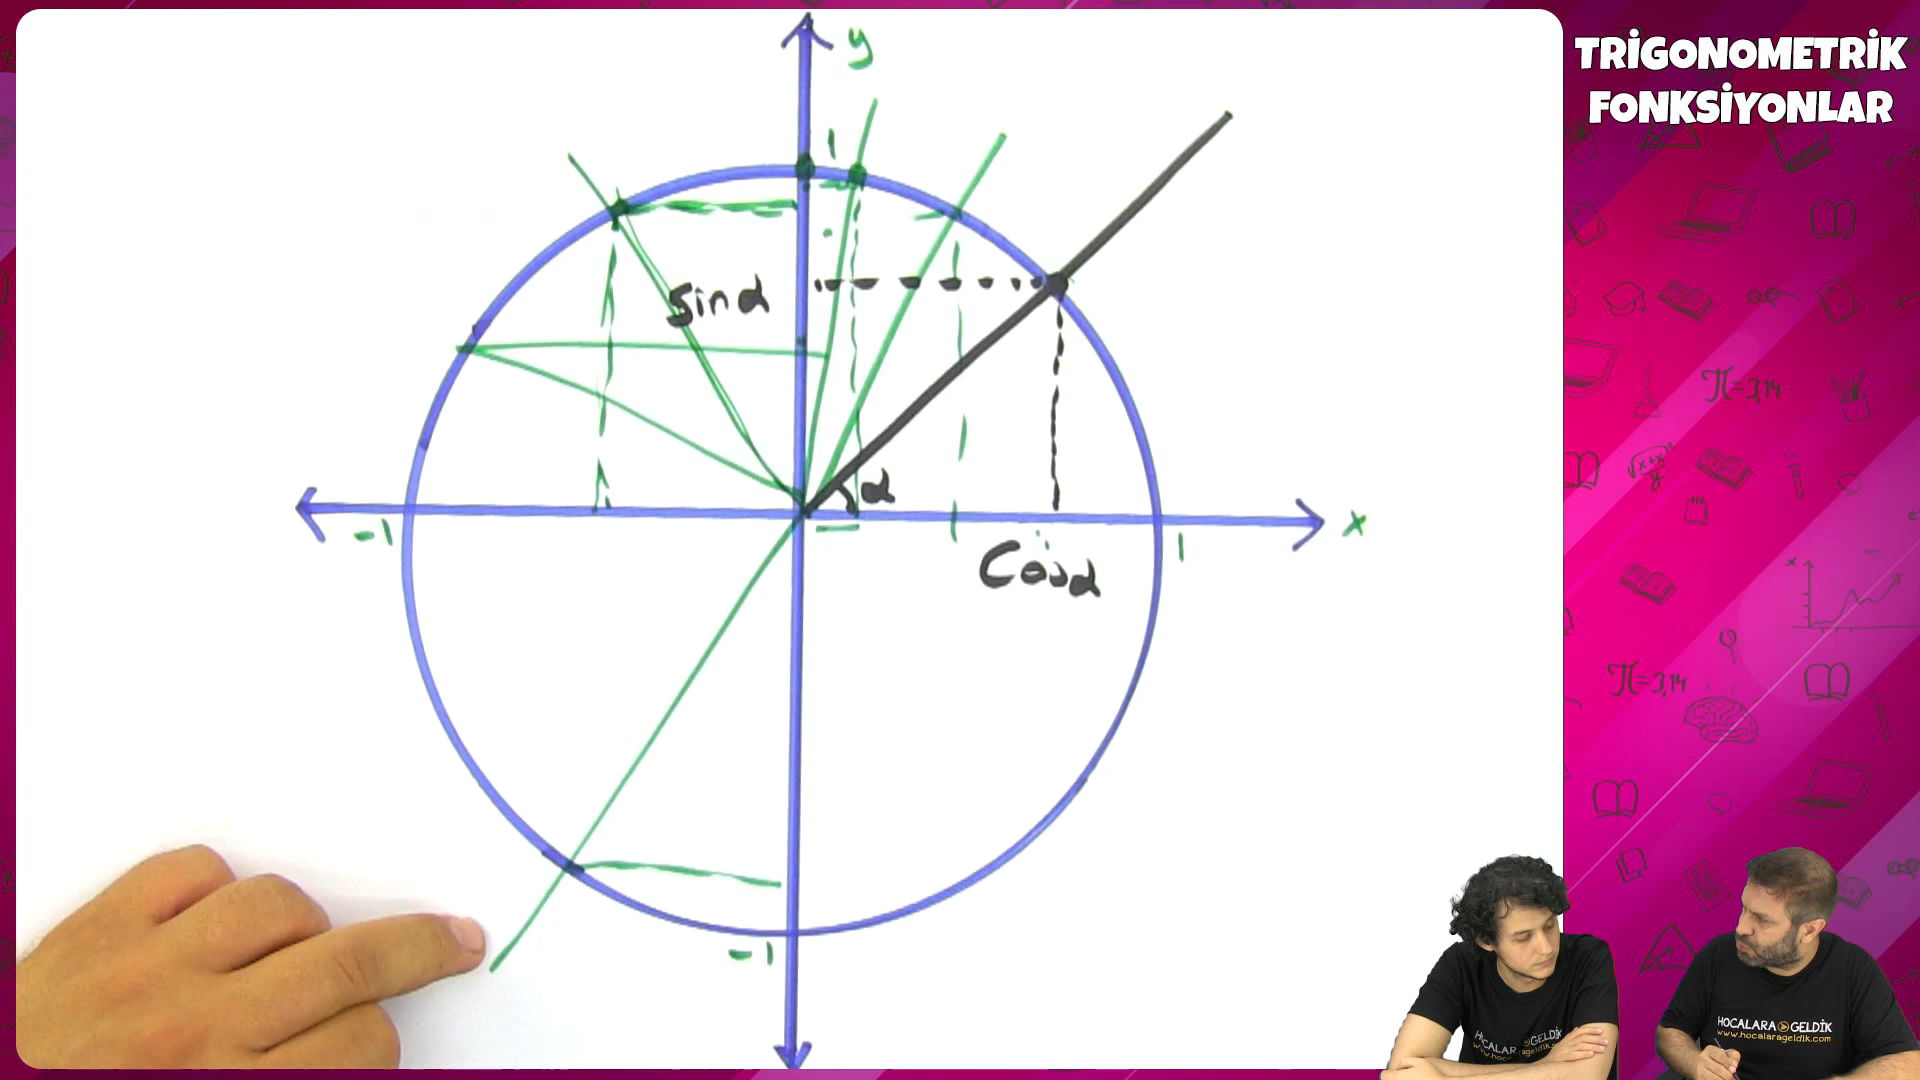 TRİGONOMETRİK
FONKSİYONLAR
y
1
sinα
α
-1
x
1
Cosα
-1
π=3,14
π=3,14
HOCALARA GELDİK
www.hocalarageldik.com
HOCALARA GELDİK